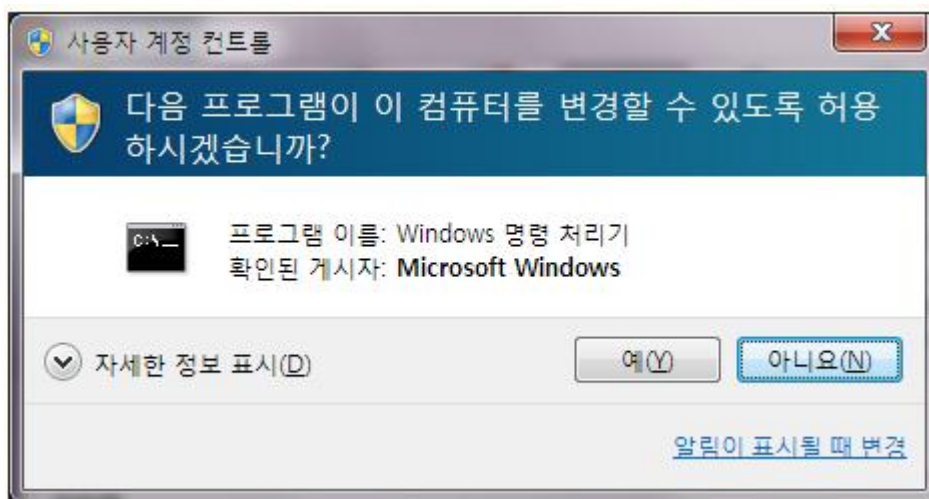 사용자 계정 컨트롤
다음 프로그램이 이 컴퓨터를 변경할 수 있도록 허용
하시겠습니까?
C:\
프로그램 이름: Windows 명령 처리기
확인된 게시자: Microsoft Windows
자세한 정보 표시(D)
예(Y)
아니요(N)
알림이 표시될 때 변경